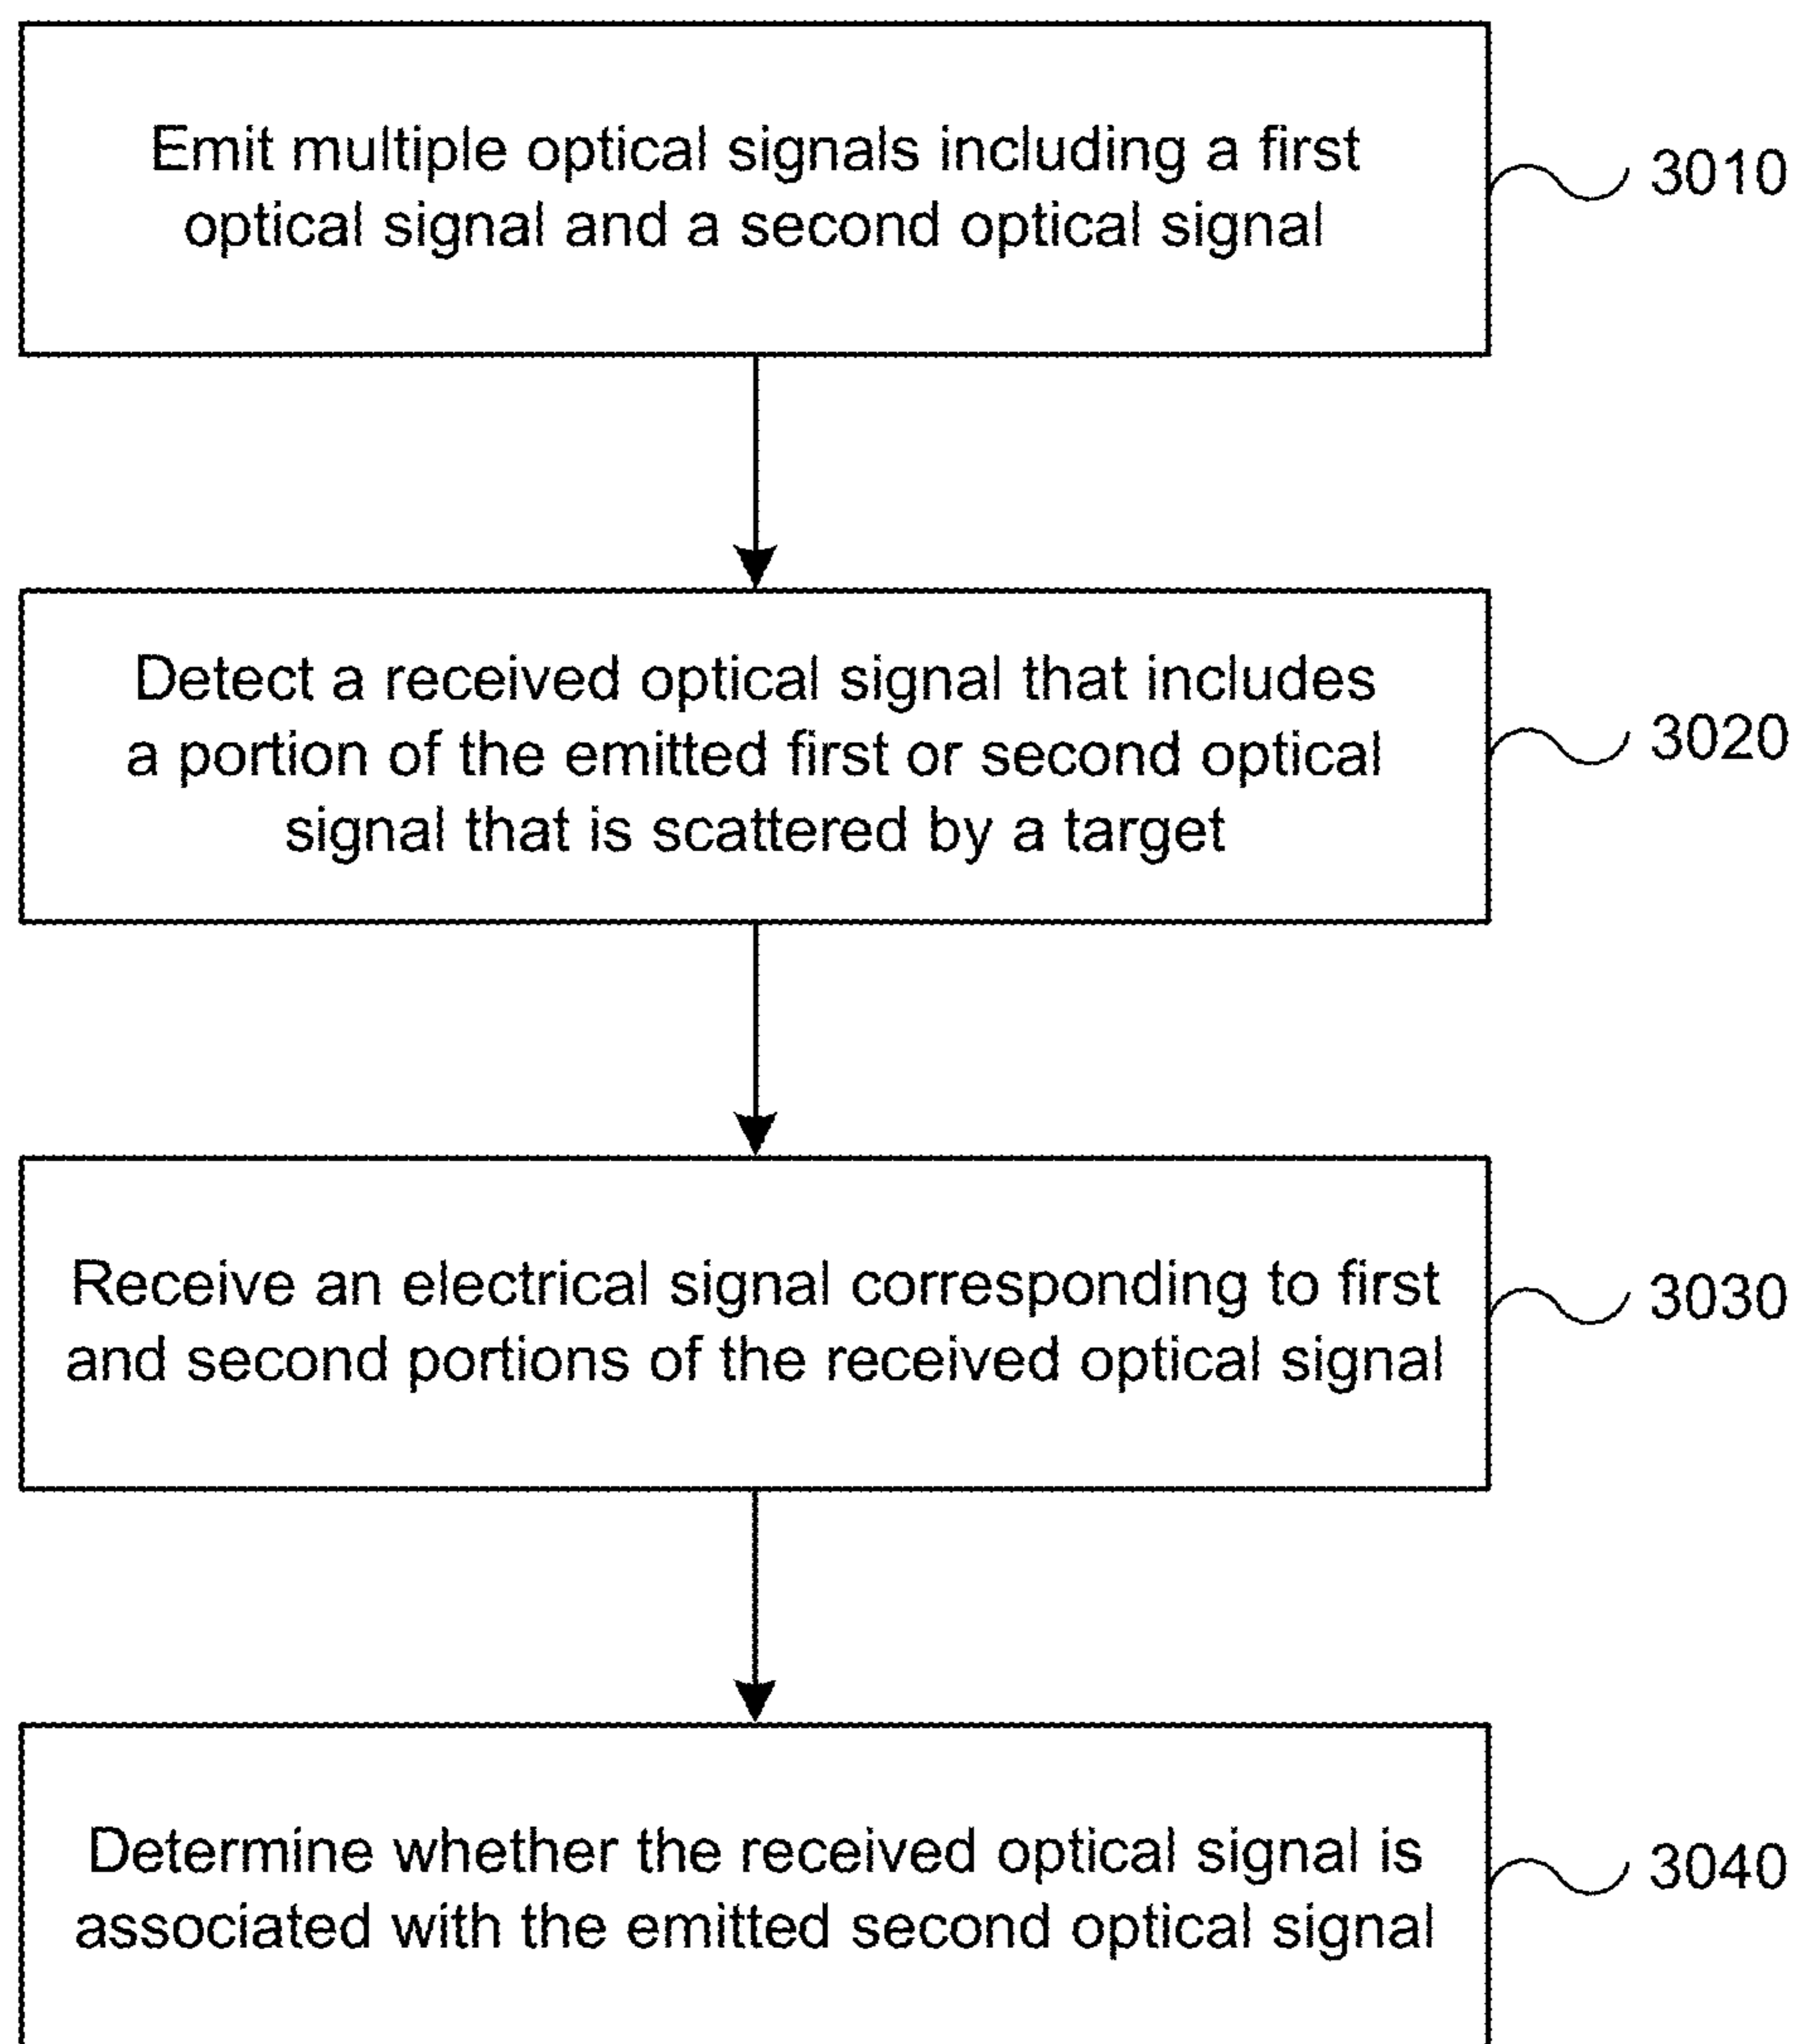 Emit multiple optical signals including a first
optical signal and a second optical signal
3010
Detect a received optical signal that includes
a portion of the emitted first or second optical
signal that is scattered by a target
3020
Receive an electrical signal corresponding to first
and second portions of the received optical signal
3030
Determine whether the received optical signal is
associated with the emitted second optical signal
3040